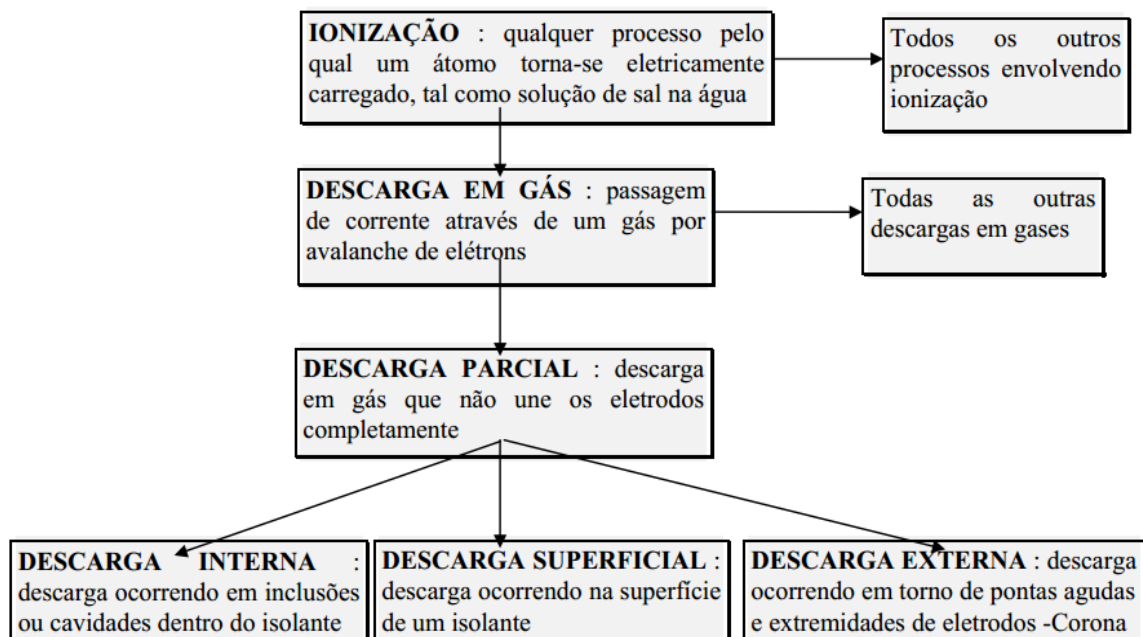 IONIZAÇÃO : qualquer processo pelo
qual um átomo torna-se eletricamente
carregado, tal como solução de sal na água
Todos os outros
processos envolvendo
ionização
DESCARGA EM GÁS : passagem
de corrente através de um gás por
avalanche de elétrons
Todas as outras
descargas em gases
DESCARGA PARCIAL : descarga
em gás que não une os eletrodos
completamente
DESCARGA INTERNA :
descarga ocorrendo em inclusões
ou cavidades dentro do isolante
DESCARGA SUPERFICIAL :
descarga ocorrendo na superfície
de um isolante
DESCARGA EXTERNA : descarga
ocorrendo em torno de pontas agudas
e extremidades de eletrodos -Corona